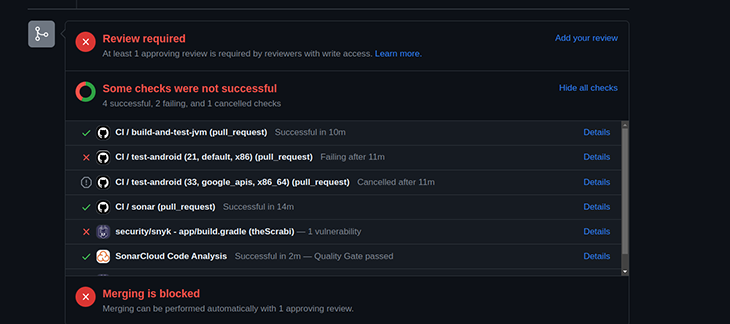 Review required
Add your review
At least 1 approving review is required by reviewers with write access. Learn more.
Some checks were not successful
Hide all checks
4 successful, 2 failing, and 1 cancelled checks
CI / build-and-test-jvm (pull_request) Successful in 10m Details
CI / test-android (21, default, x86) (pull_request) Failing after 11m Details
CI / test-android (33, google_apis, x86_64) (pull_request) Cancelled after 11m Details
CI / sonar (pull_request) Successful in 14m Details
security/snyk - app/build.gradle (theScrabi) — 1 vulnerability Details
SonarCloud Code Analysis Successful in 2m — Quality Gate passed Details
Merging is blocked
Merging can be performed automatically with 1 approving review.